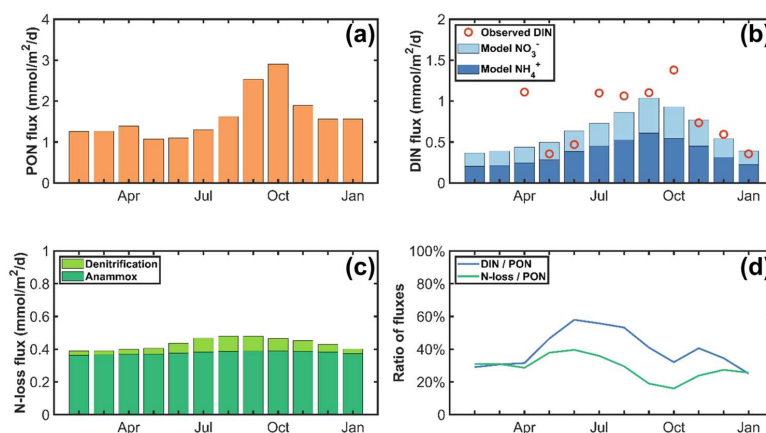 (a)
PON flux (mmol/m²/d)
4
3
2
1
0
Apr
Jul
Oct
Jan
(b)
DIN flux (mmol/m²/d)
2
1.5
1
0.5
0
Observed DIN
Model NO₃⁻
Model NH₄⁺
Apr
Jul
Oct
Jan
(c)
N-loss flux (mmol/m²/d)
1
0.8
0.6
0.4
0.2
0
Denitrification
Anammox
Apr
Jul
Oct
Jan
(d)
Ratio of fluxes
100%
80%
60%
40%
20%
0
DIN / PON
N-loss / PON
Apr
Jul
Oct
Jan